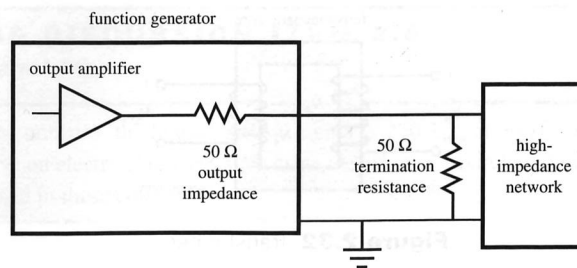 function generator
output amplifier
50 Ω
output
impedance
50 Ω
termination
resistance
high-
impedance
network